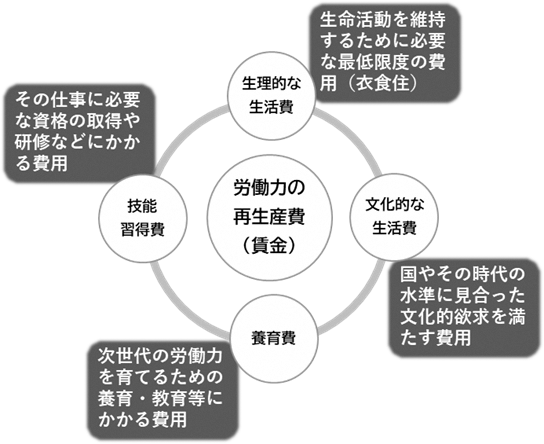 生命活動を維持
するために必要
な最低限度の費
用（衣食住）
生理的な
生活費
その仕事に必要
な資格の取得や
研修などにかか
る費用
技能
習得費
労働力の
再生産費
（賃金）
文化的な
生活費
国やその時代の
水準に見合った
文化的欲求を満
たす費用
養育費
次世代の労働力
を育てるための
養育・教育等に
かかる費用